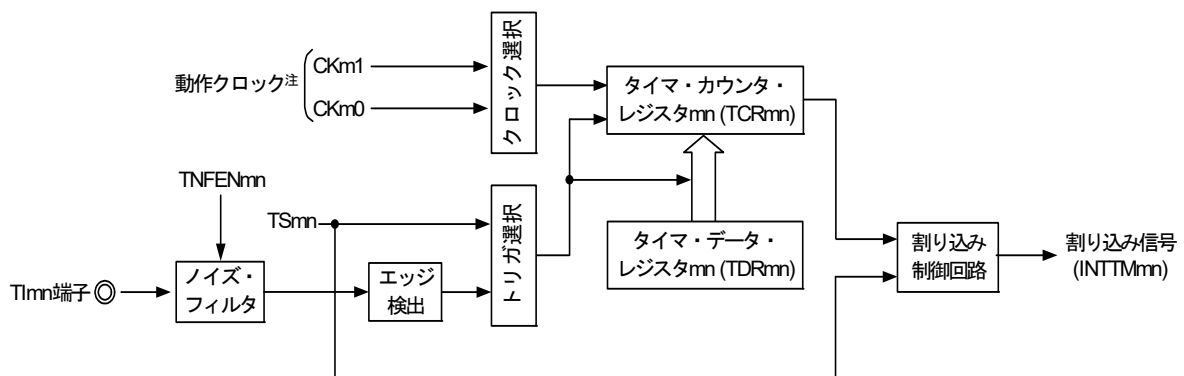 動作クロック注
CKm1
CKm0
クロック選択
タイマ・カウンタ・
レジスタmn (TCRmn)
TNFENmn
TSmn
トリガ選択
タイマ・データ・
レジスタmn (TDRmn)
割り込み
制御回路
割り込み信号
(INTTMmn)
TImn端子
ノイズ・
フィルタ
エッジ
検出